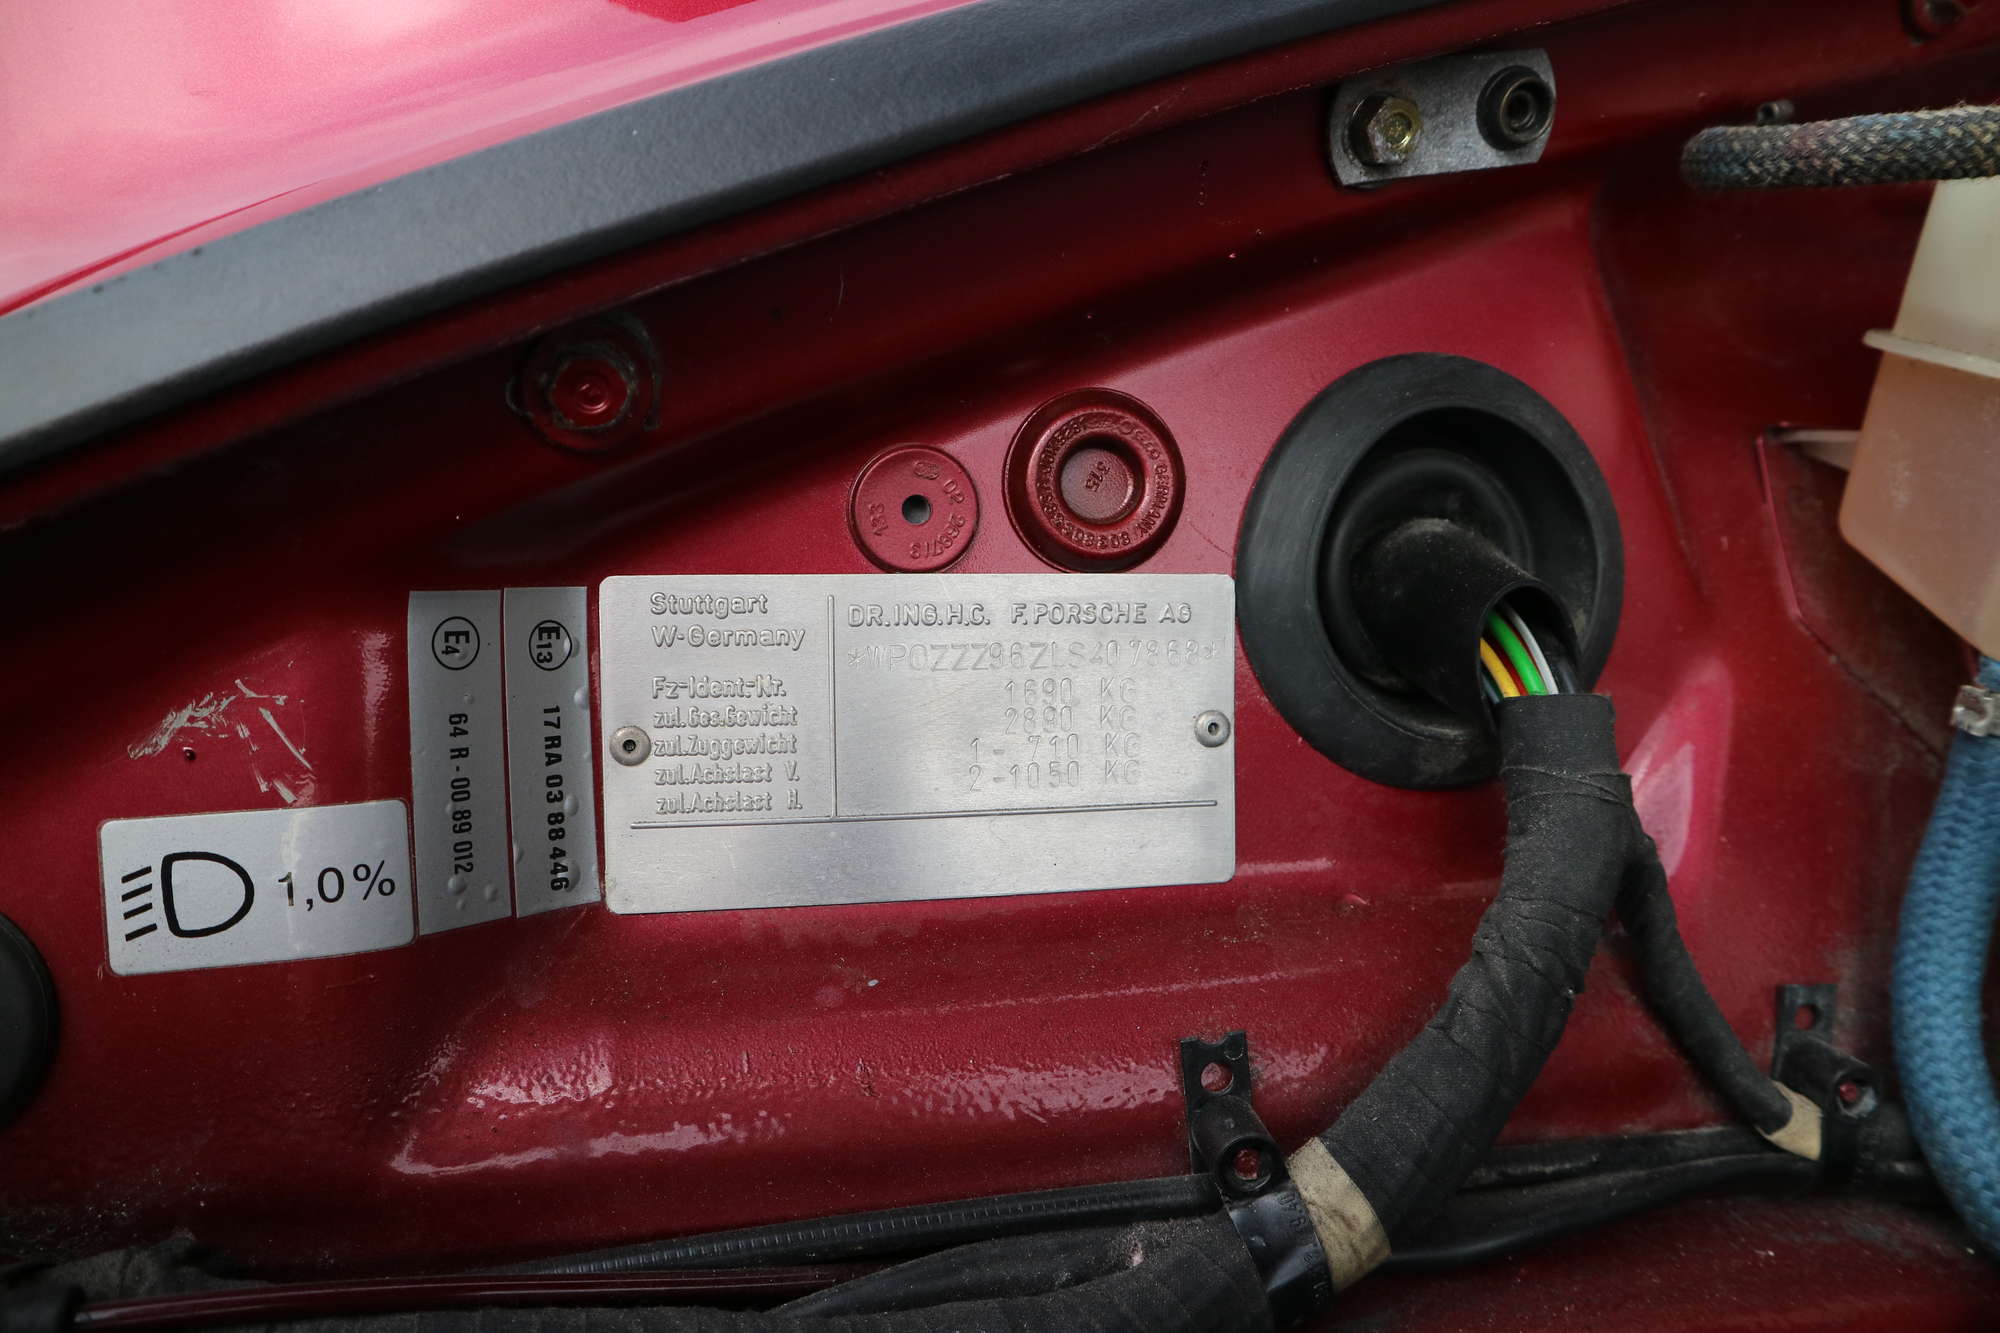 Stuttgart
W-Germany
DR.ING.H.C. F.PORSCHE AG
*WP0ZZZ96ZLS407868*
Fz-Ident.-Nr.
zul.Ges.Gewicht
zul.Zuggewicht
zul.Achslast V.
zul.Achslast H.
1690 KG
2890 KG
1- 710 KG
2-1050 KG
E4 64 R - 00 89 012
E13 17 RA 03 88 446
1,0%
133
315